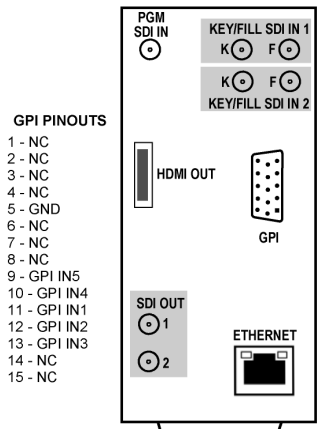 PGM
SDI IN
KEY/FILL SDI IN 1
K F
K F
KEY/FILL SDI IN 2
GPI PINOUTS
1 - NC
2 - NC
3 - NC
4 - NC
5 - GND
6 - NC
7 - NC
8 - NC
9 - GPI IN5
10 - GPI IN4
11 - GPI IN1
12 - GPI IN2
13 - GPI IN3
14 - NC
15 - NC
HDMI OUT
GPI
SDI OUT
1
2
ETHERNET